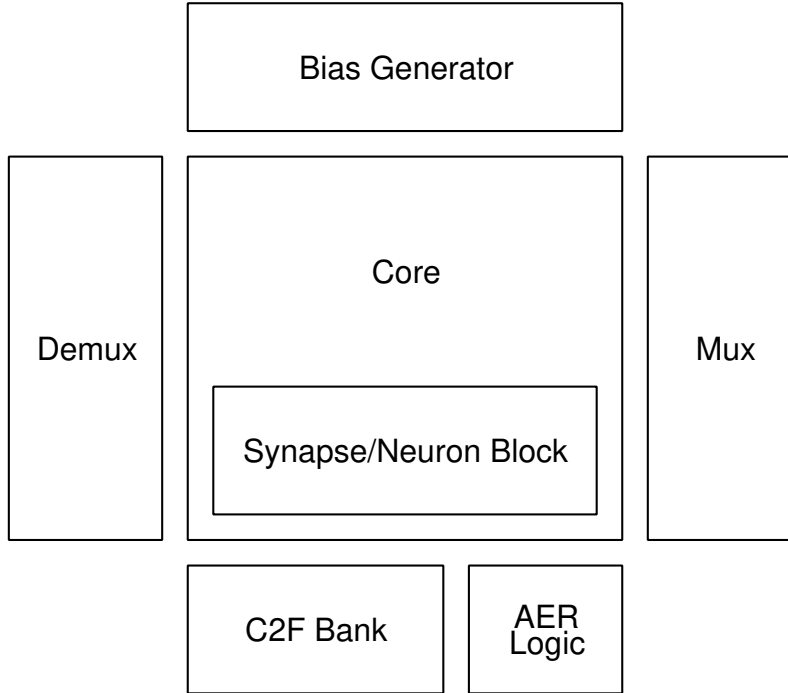 Bias Generator
Core
Demux
Mux
Synapse/Neuron Block
C2F Bank
AER
Logic